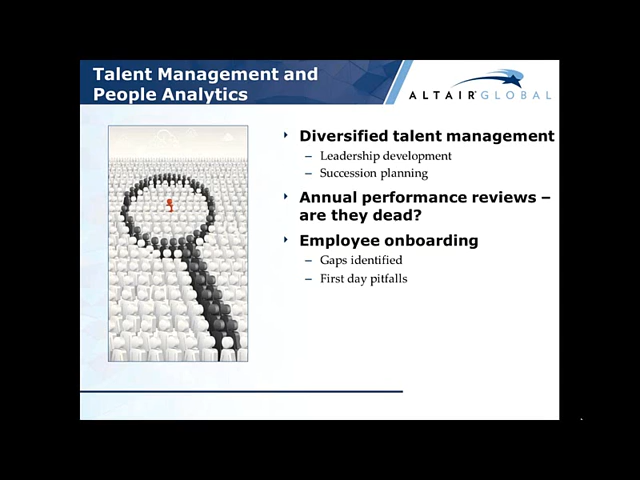 Talent Management and
People Analytics
ALTAIR GLOBAL
Diversified talent management
– Leadership development
– Succession planning
Annual performance reviews –
are they dead?
Employee onboarding
– Gaps identified
– First day pitfalls